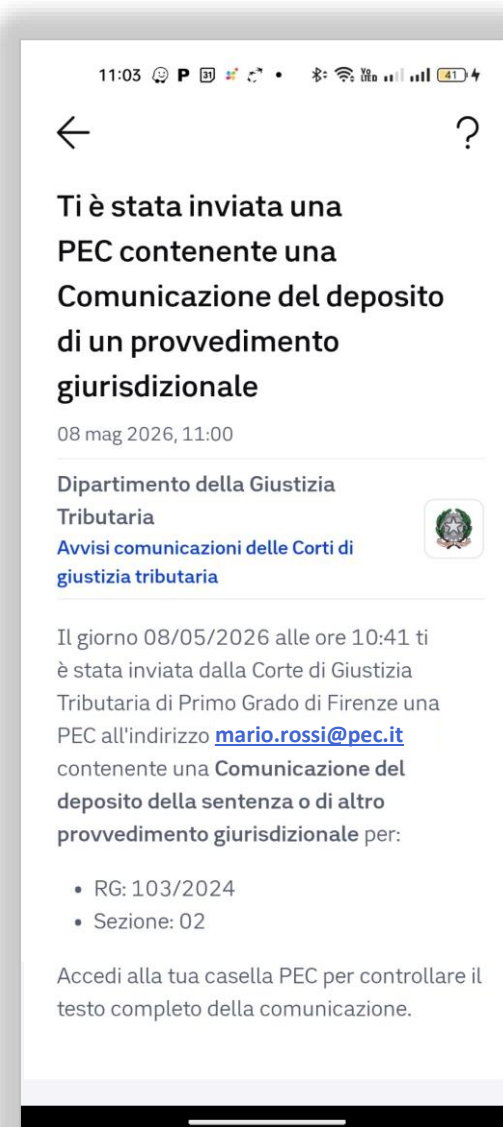 11:03
P
31
Vo
LTE
41
?
Ti è stata inviata una
PEC contenente una
Comunicazione del deposito
di un provvedimento
giurisdizionale
08 mag 2026, 11:00
Dipartimento della Giustizia
Tributaria
Avvisi comunicazioni delle Corti di
giustizia tributaria
Il giorno 08/05/2026 alle ore 10:41 ti
è stata inviata dalla Corte di Giustizia
Tributaria di Primo Grado di Firenze una
PEC all'indirizzo mario.rossi@pec.it
contenente una Comunicazione del
deposito della sentenza o di altro
provvedimento giurisdizionale per:
• RG: 103/2024
• Sezione: 02
Accedi alla tua casella PEC per controllare il
testo completo della comunicazione.